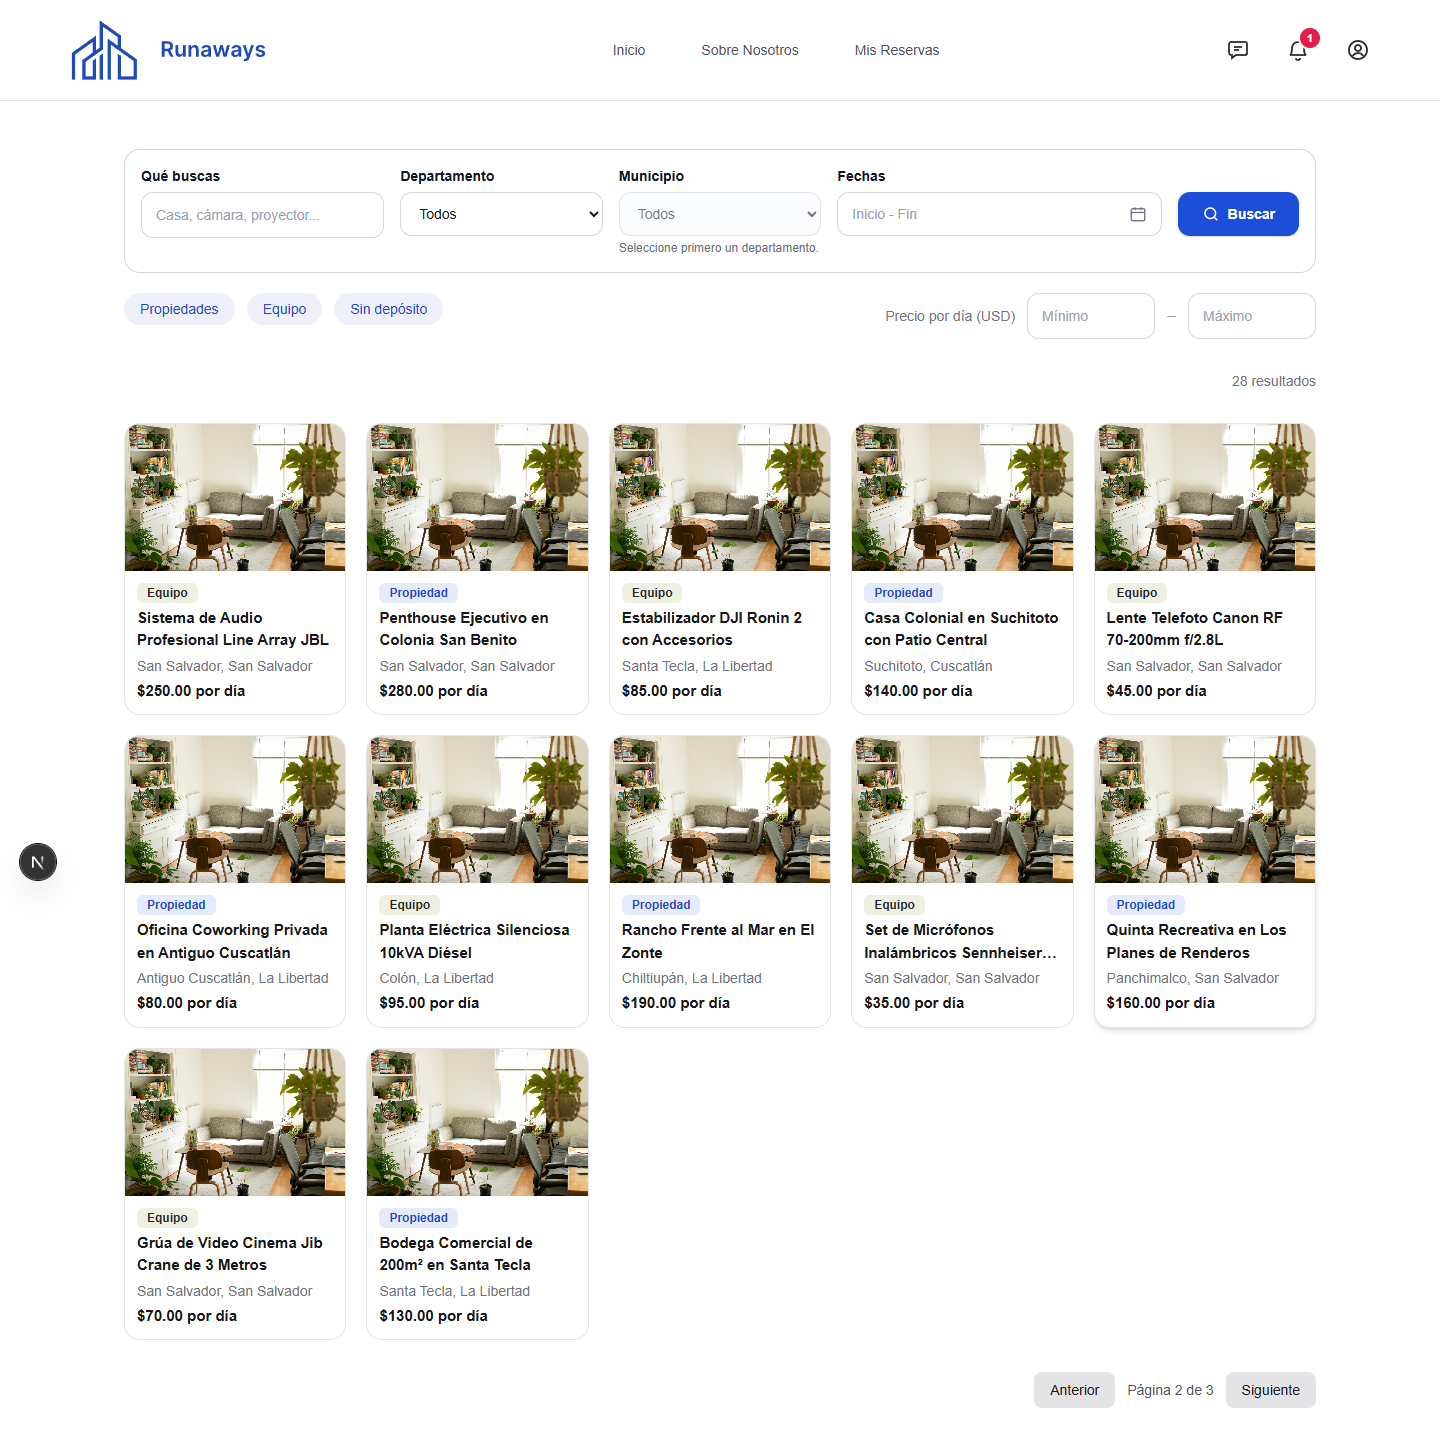 Runaways
Inicio
Sobre Nosotros
Mis Reservas
1
Qué buscas
Departamento
Municipio
Fechas
Casa, cámara, proyector...
Todos
Todos
Inicio - Fin
Buscar
Seleccione primero un departamento.
Propiedades
Equipo
Sin depósito
Precio por día (USD)
Mínimo
–
Máximo
28 resultados
Equipo
Sistema de Audio
Profesional Line Array JBL
San Salvador, San Salvador
$250.00 por día
Propiedad
Penthouse Ejecutivo en
Colonia San Benito
San Salvador, San Salvador
$280.00 por día
Equipo
Estabilizador DJI Ronin 2
con Accesorios
Santa Tecla, La Libertad
$85.00 por día
Propiedad
Casa Colonial en Suchitoto
con Patio Central
Suchitoto, Cuscatlán
$140.00 por día
Equipo
Lente Telefoto Canon RF
70-200mm f/2.8L
San Salvador, San Salvador
$45.00 por día
Propiedad
Oficina Coworking Privada
en Antiguo Cuscatlán
Antiguo Cuscatlán, La Libertad
$80.00 por día
Equipo
Planta Eléctrica Silenciosa
10kVA Diésel
Colón, La Libertad
$95.00 por día
Propiedad
Rancho Frente al Mar en El
Zonte
Chiltiupán, La Libertad
$190.00 por día
Equipo
Set de Micrófonos
Inalámbricos Sennheiser...
San Salvador, San Salvador
$35.00 por día
Propiedad
Quinta Recreativa en Los
Planes de Renderos
Panchimalco, San Salvador
$160.00 por día
N
Equipo
Grúa de Video Cinema Jib
Crane de 3 Metros
San Salvador, San Salvador
$70.00 por día
Propiedad
Bodega Comercial de
200m² en Santa Tecla
Santa Tecla, La Libertad
$130.00 por día
Anterior
Página 2 de 3
Siguiente